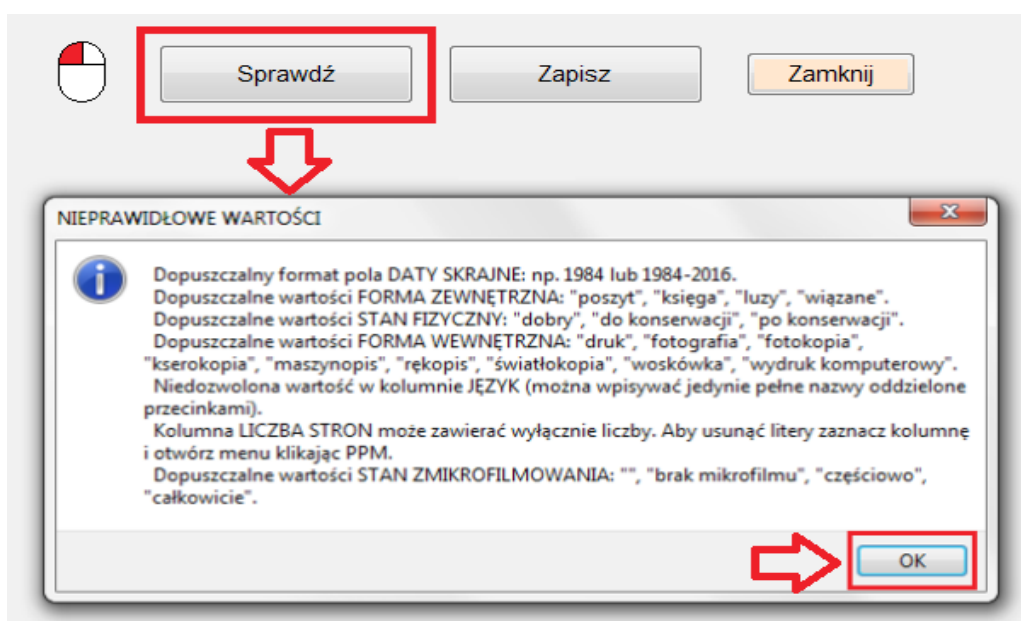 Sprawdź Zapisz Zamknij
NIEPRAWIDŁOWE WARTOŚCI
Dopuszczalny format pola DATY SKRAJNE: np. 1984 lub 1984-2016.
Dopuszczalne wartości FORMA ZEWNĘTRZNA: "poszyt", "księga", "luzy", "wiązane".
Dopuszczalne wartości STAN FIZYCZNY: "dobry", "do konserwacji", "po konserwacji".
Dopuszczalne wartości FORMA WEWNĘTRZNA: "druk", "fotografia", "fotokopia",
"kserokopia", "maszynopis", "rękopis", "światłokopia", "woskówka", "wydruk komputerowy".
Niedozwolona wartość w kolumnie JĘZYK (można wpisywać jedynie pełne nazwy oddzielone
przecinkami).
Kolumna LICZBA STRON może zawierać wyłącznie liczby. Aby usunąć litery zaznacz kolumnę
i otwórz menu klikając PPM.
Dopuszczalne wartości STAN ZMIKROFILMOWANIA: "", "brak mikrofilmu", "częściowo",
"całkowicie".
OK